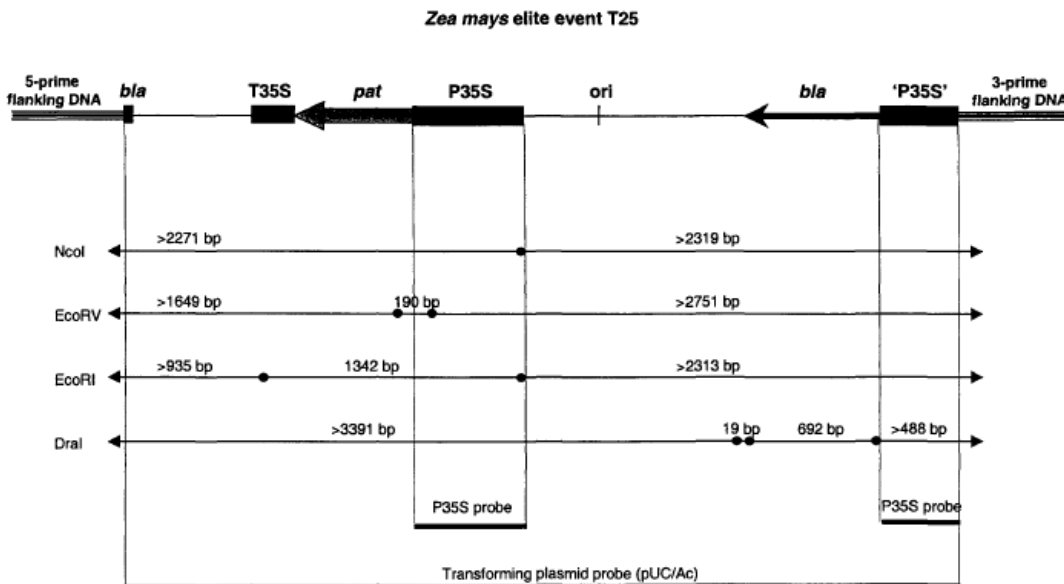 Zea mays elite event T25
5-prime
flanking DNA
bla
T35S
pat
P35S
ori
bla
'P35S'
3-prime
flanking DNA
NcoI
>2271 bp
>2319 bp
EcoRV
>1649 bp
190 bp
>2751 bp
EcoRI
>935 bp
1342 bp
>2313 bp
DraI
>3391 bp
19 bp
692 bp
>488 bp
P35S probe
P35S probe
Transforming plasmid probe (pUC/Ac)